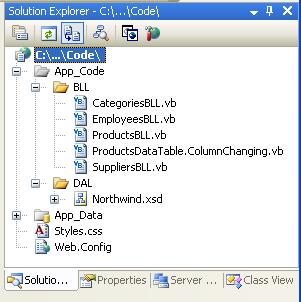 Solution Explorer - C:\...\Code\
C:\...\Code\
App_Code
BLL
CategoriesBLL.vb
EmployeesBLL.vb
ProductsBLL.vb
ProductsDataTable.ColumnChanging.vb
SuppliersBLL.vb
DAL
Northwind.xsd
App_Data
Styles.css
Web.Config
Solutio... Properties Server ... Class View